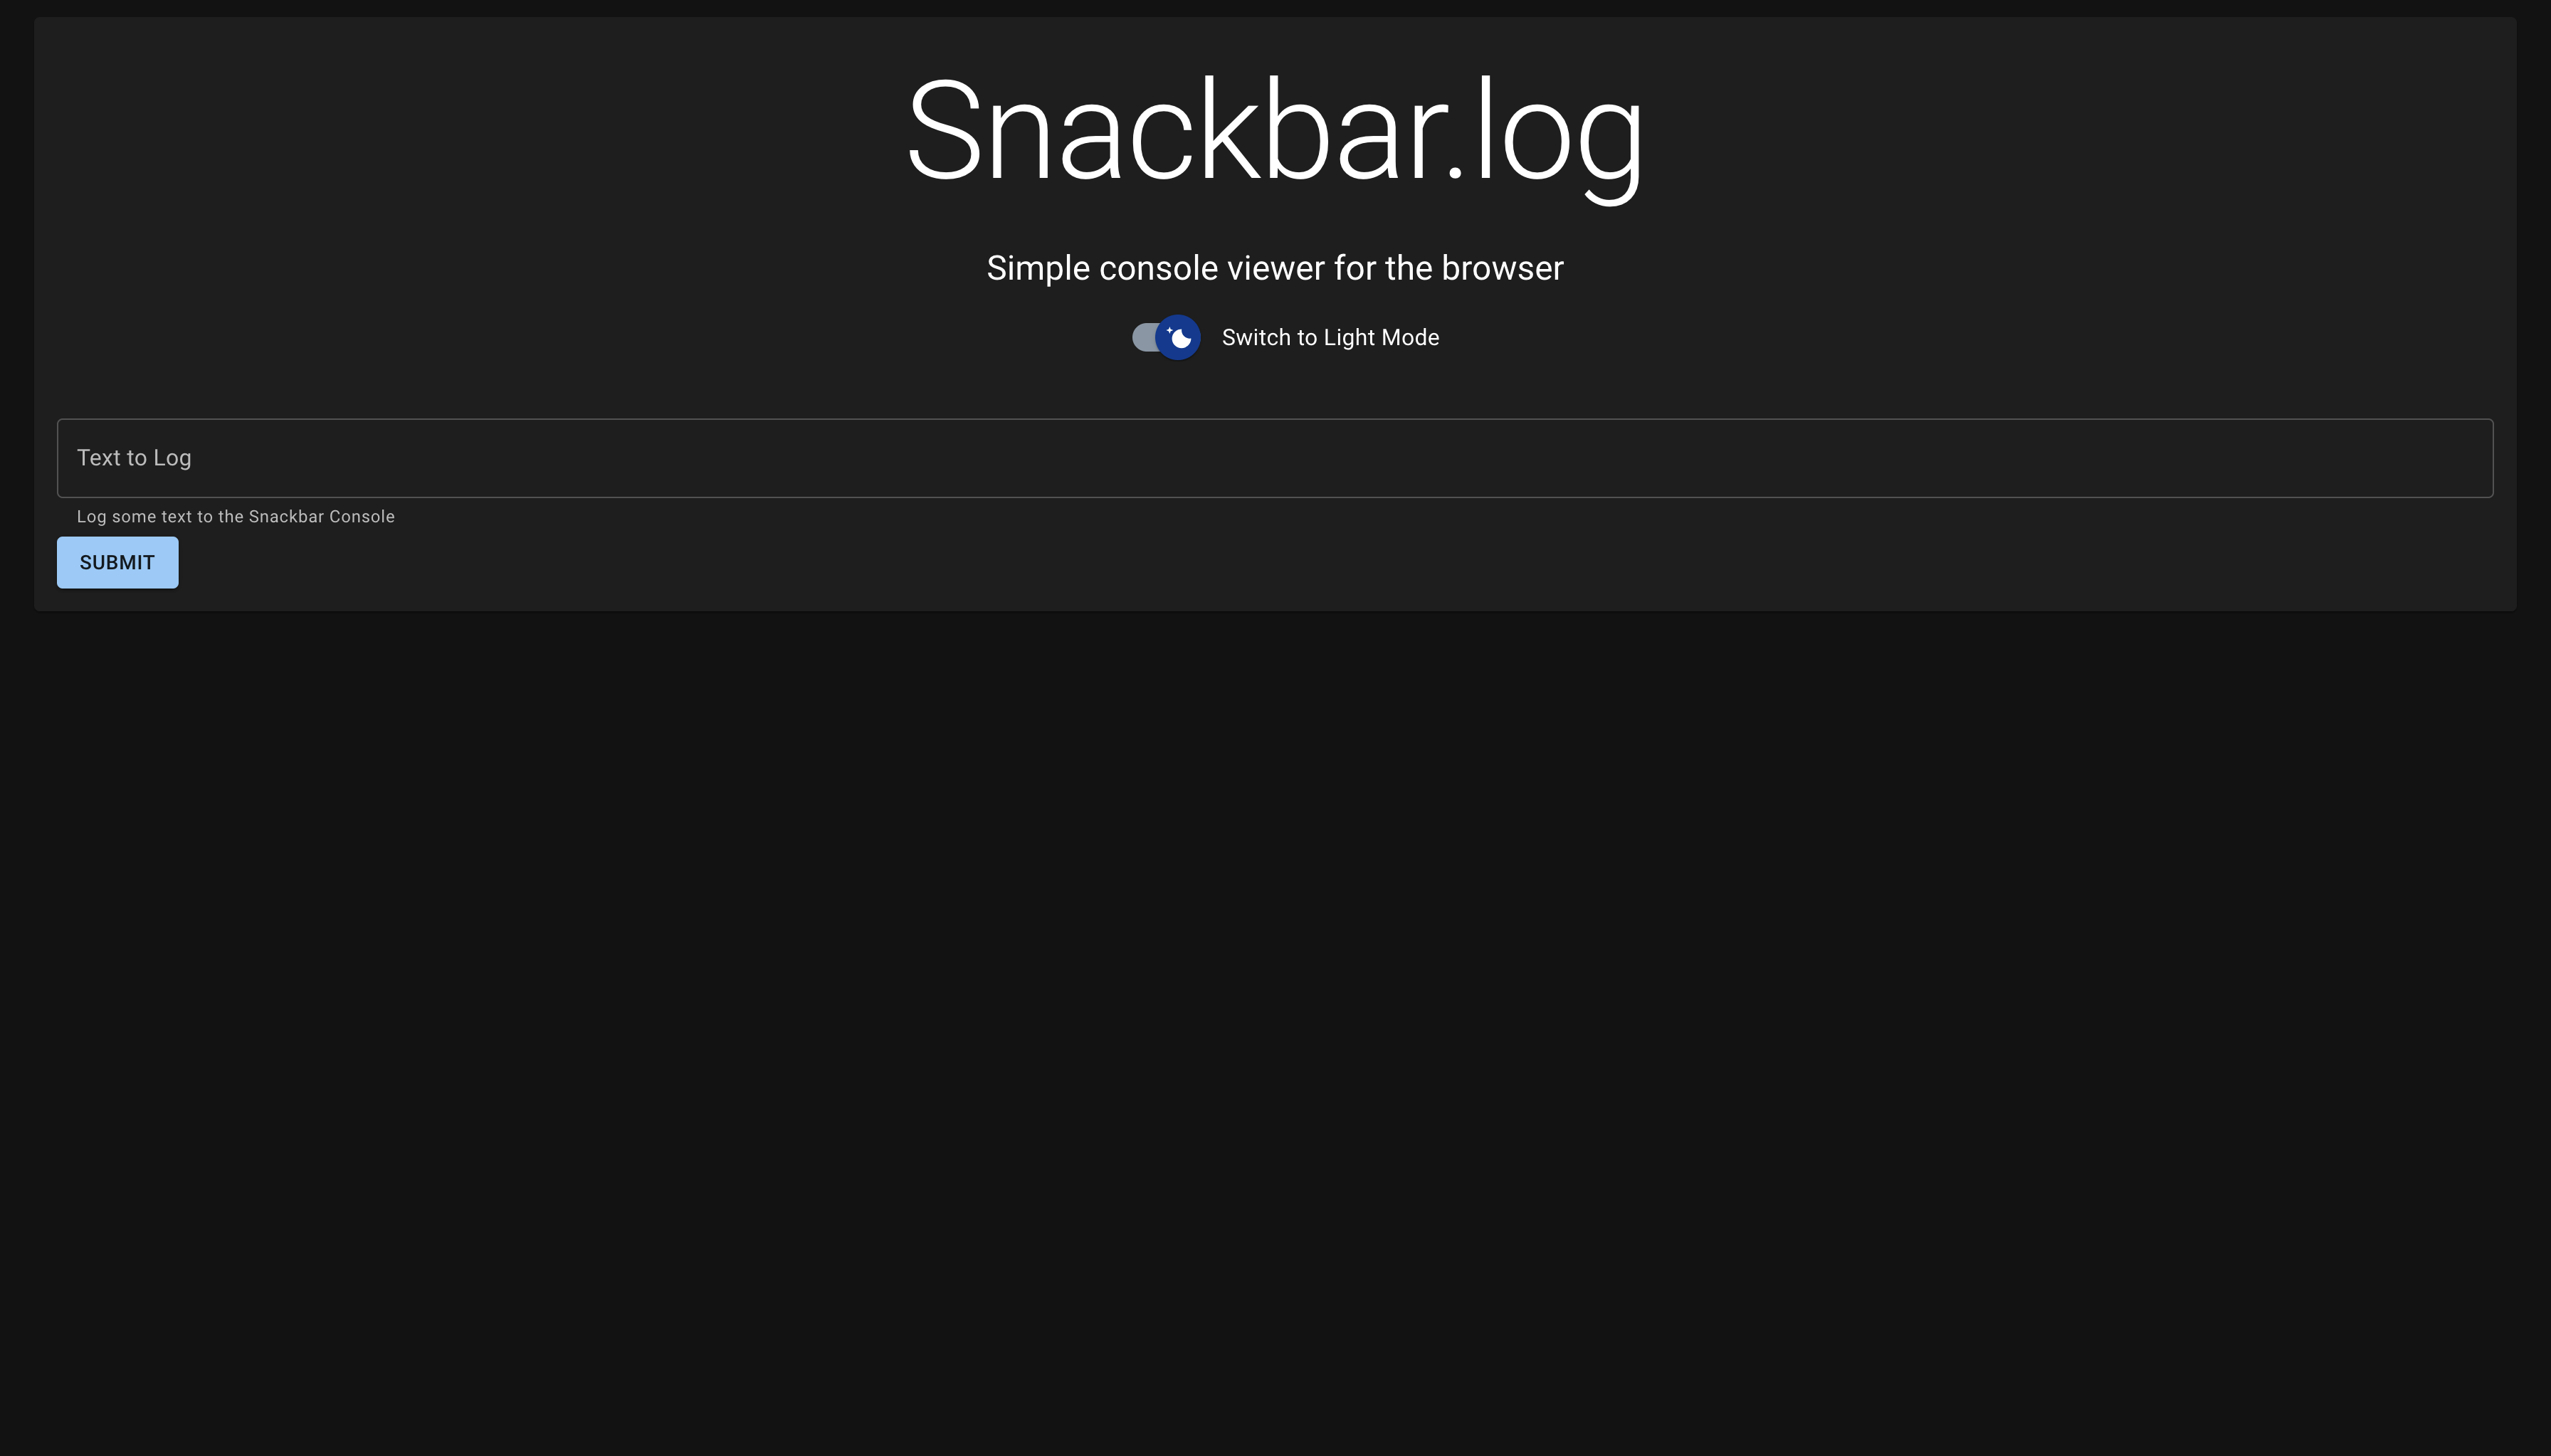 Snackbar.log
Simple console viewer for the browser
Switch to Light Mode
Text to Log
Log some text to the Snackbar Console
SUBMIT